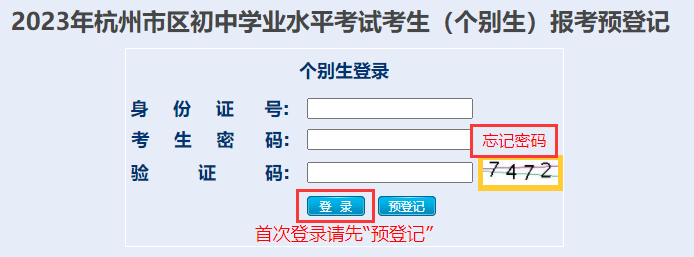 2023年杭州市区初中学业水平考试考生（个别生）报考预登记
个别生登录
身份证号:
考生密码: 忘记密码
验证码: 7472
登 录 预登记
首次登录请先“预登记”